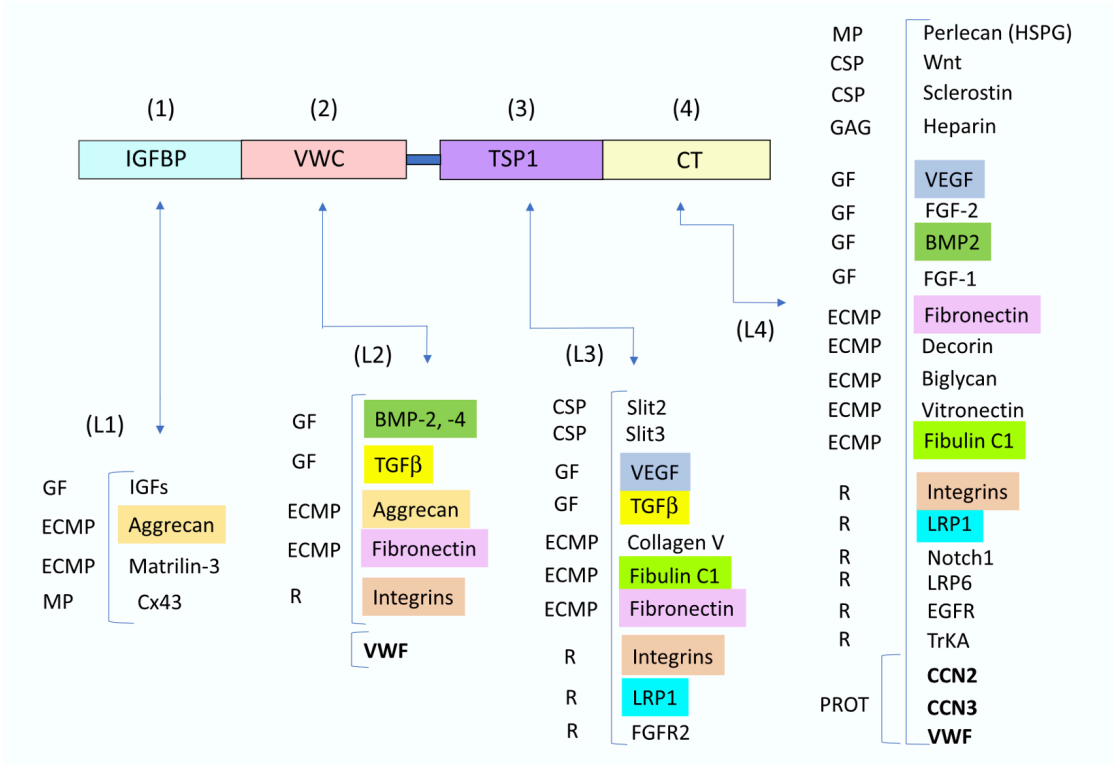 (1) (2) (3) (4)
IGFBP VWC TSP1 CT
(L1)
GF IGFs
ECMP Aggrecan
ECMP Matrilin-3
MP Cx43
(L2)
GF BMP-2, -4
GF TGFβ
ECMP Aggrecan
ECMP Fibronectin
R Integrins
VWF
(L3)
CSP Slit2
CSP Slit3
GF VEGF
GF TGFβ
ECMP Collagen V
ECMP Fibulin C1
ECMP Fibronectin
R Integrins
R LRP1
R FGFR2
(L4)
MP Perlecan (HSPG)
CSP Wnt
CSP Sclerostin
GAG Heparin
GF VEGF
GF FGF-2
GF BMP2
GF FGF-1
ECMP Fibronectin
ECMP Decorin
ECMP Biglycan
ECMP Vitronectin
ECMP Fibulin C1
R Integrins
R LRP1
R Notch1
R LRP6
R EGFR
R TrKA
CCN2
PROT CCN3
VWF